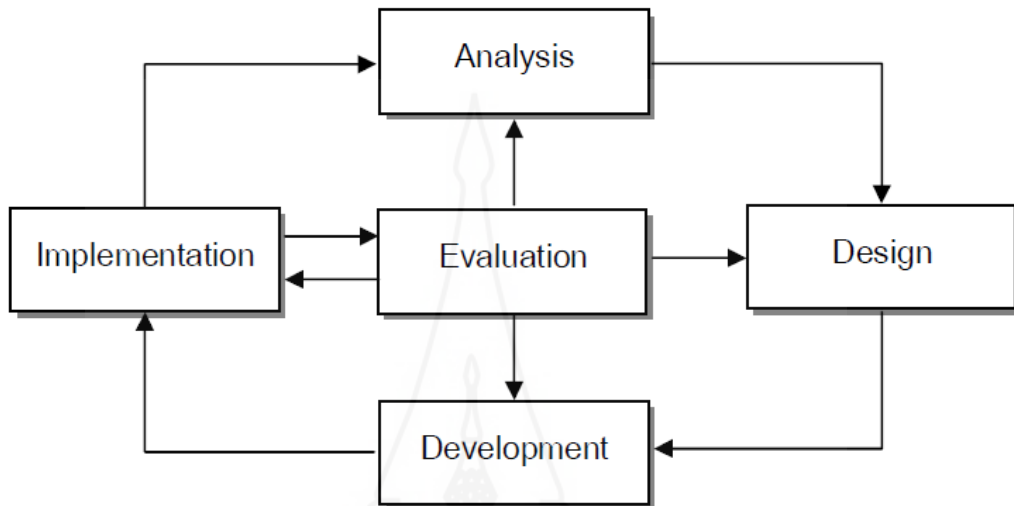 Analysis
Implementation
Evaluation
Design
Development